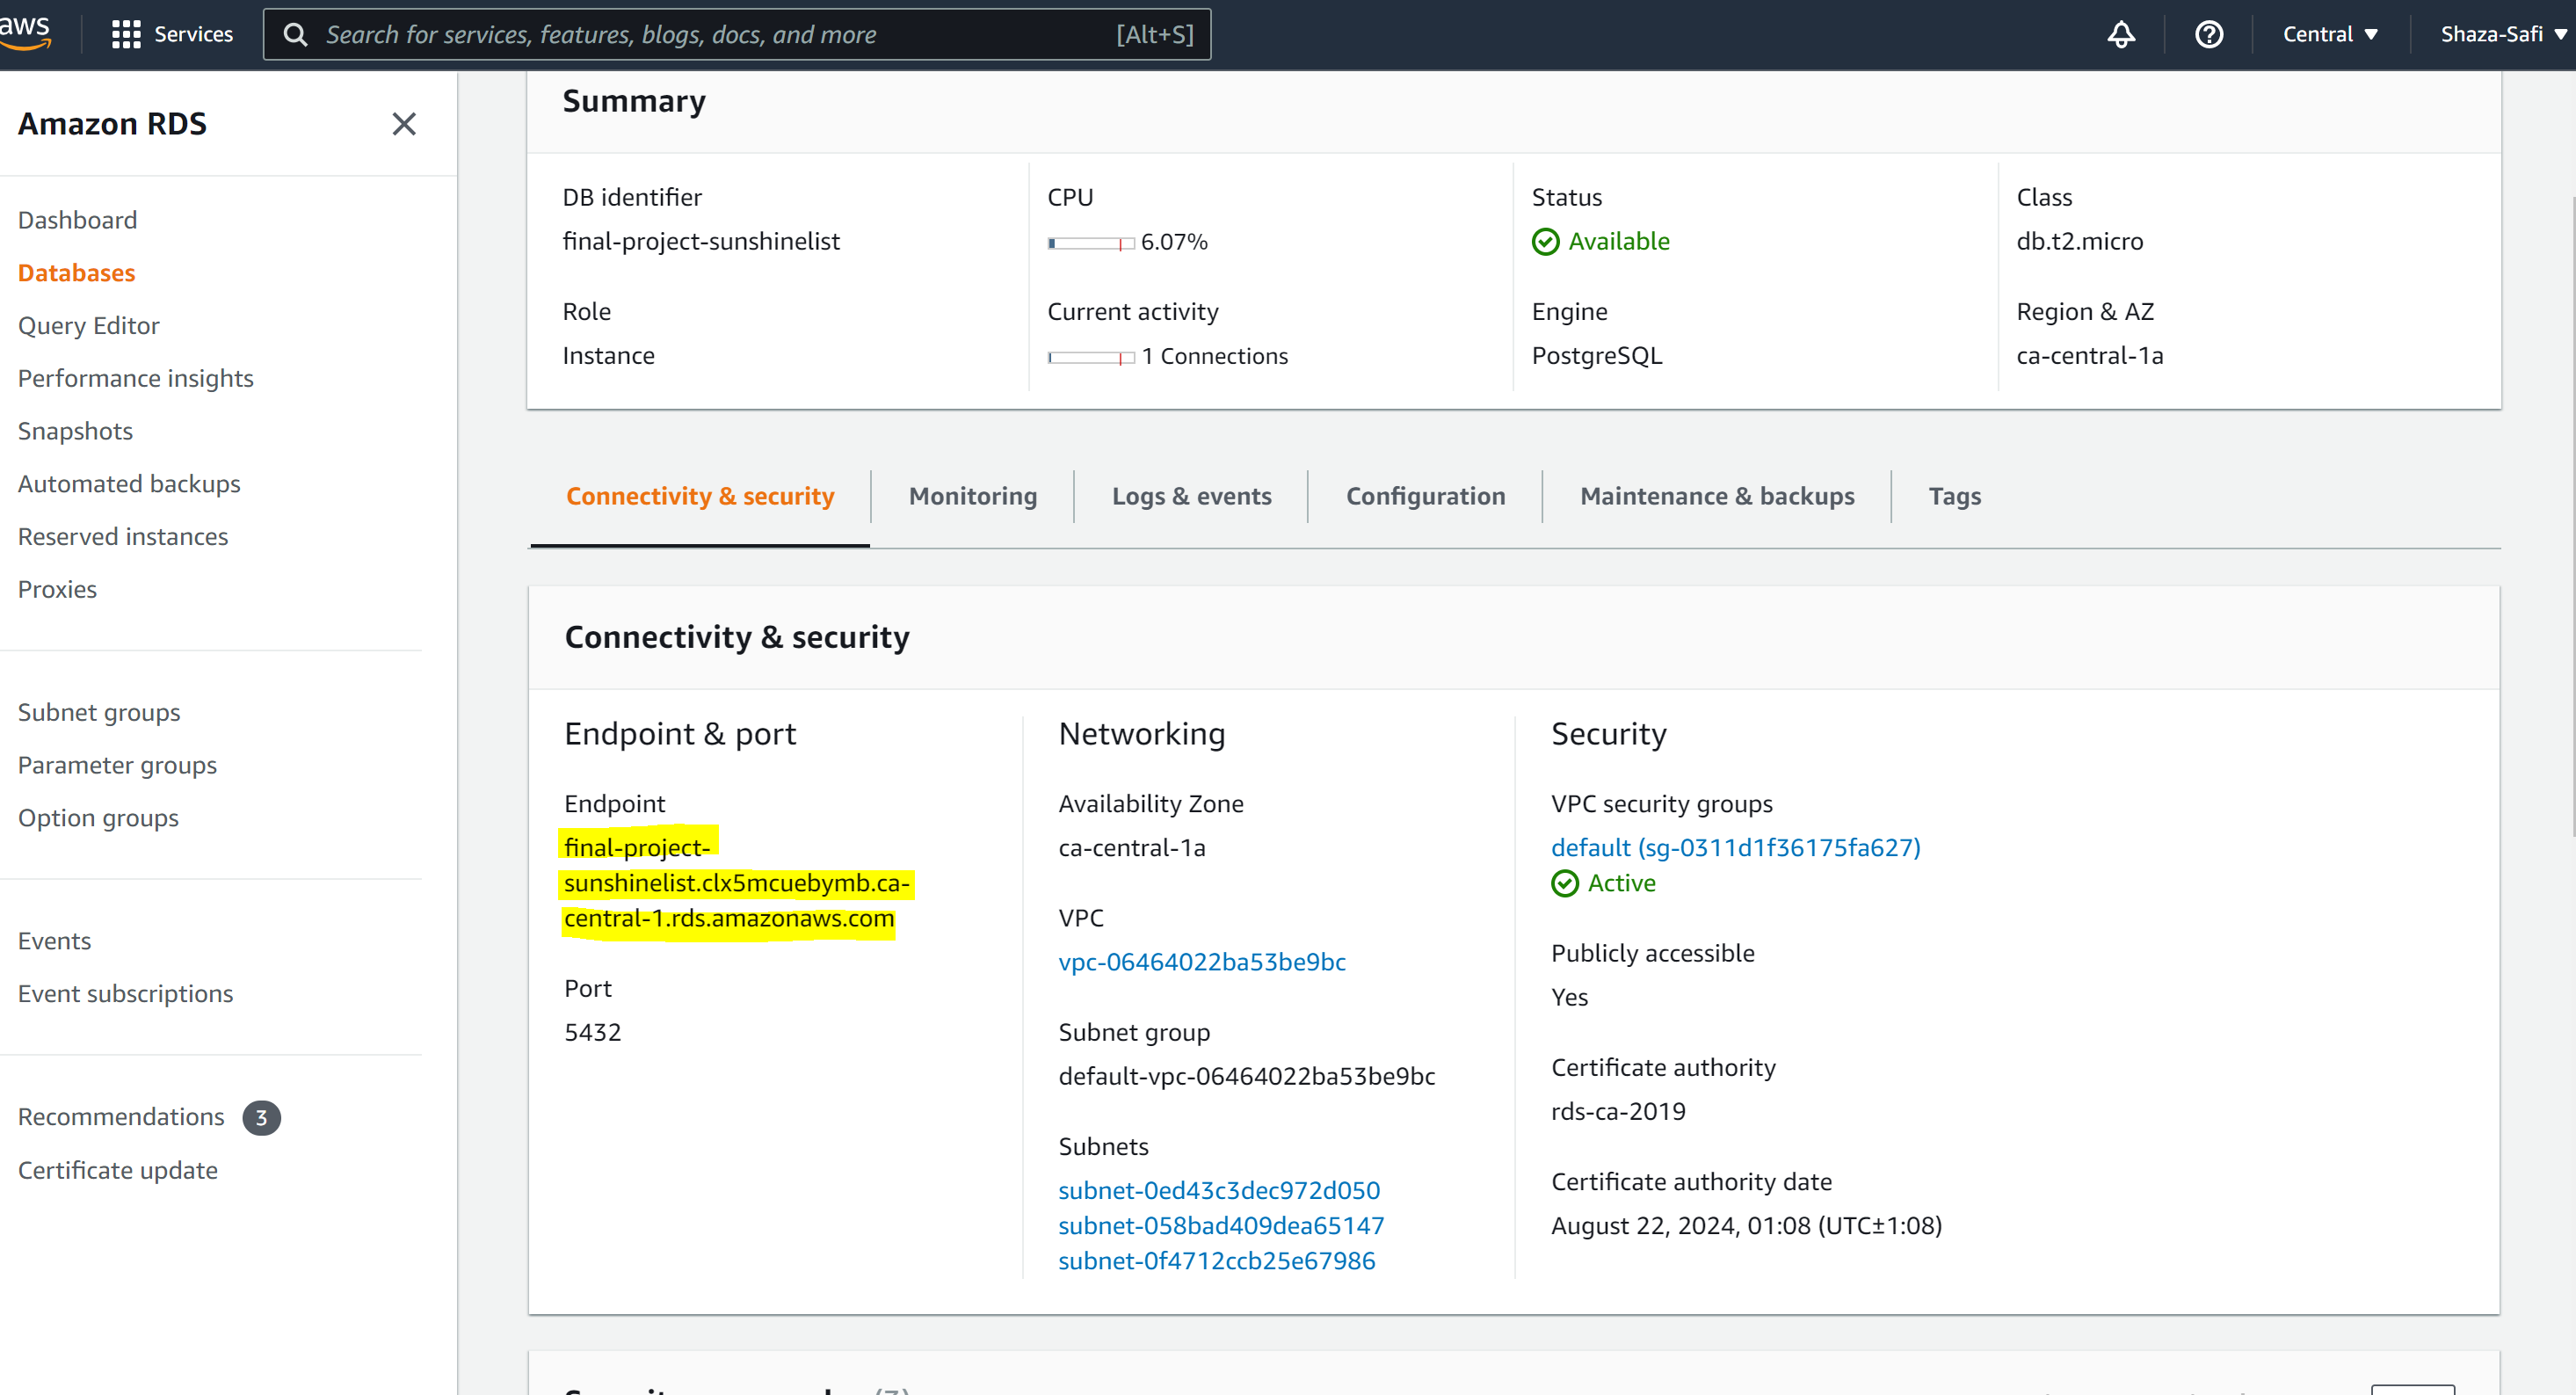 aws
Services
Search for services, features, blogs, docs, and more
[Alt+S]
Central ▼
Shaza-Safi ▼
Amazon RDS
Dashboard
Databases
Query Editor
Performance insights
Snapshots
Automated backups
Reserved instances
Proxies
Subnet groups
Parameter groups
Option groups
Events
Event subscriptions
Recommendations 3
Certificate update
Summary
DB identifier
final-project-sunshinelist
CPU
6.07%
Status
Available
Class
db.t2.micro
Role
Instance
Current activity
1 Connections
Engine
PostgreSQL
Region & AZ
ca-central-1a
Connectivity & security
Monitoring
Logs & events
Configuration
Maintenance & backups
Tags
Connectivity & security
Endpoint & port
Endpoint
final-project-
sunshinelist.clx5mcuebymb.ca-
central-1.rds.amazonaws.com
Port
5432
Networking
Availability Zone
ca-central-1a
VPC
vpc-06464022ba53be9bc
Subnet group
default-vpc-06464022ba53be9bc
Subnets
subnet-0ed43c3dec972d050
subnet-058bad409dea65147
subnet-0f4712ccb25e67986
Security
VPC security groups
default (sg-0311d1f36175fa627)
Active
Publicly accessible
Yes
Certificate authority
rds-ca-2019
Certificate authority date
August 22, 2024, 01:08 (UTC±1:08)